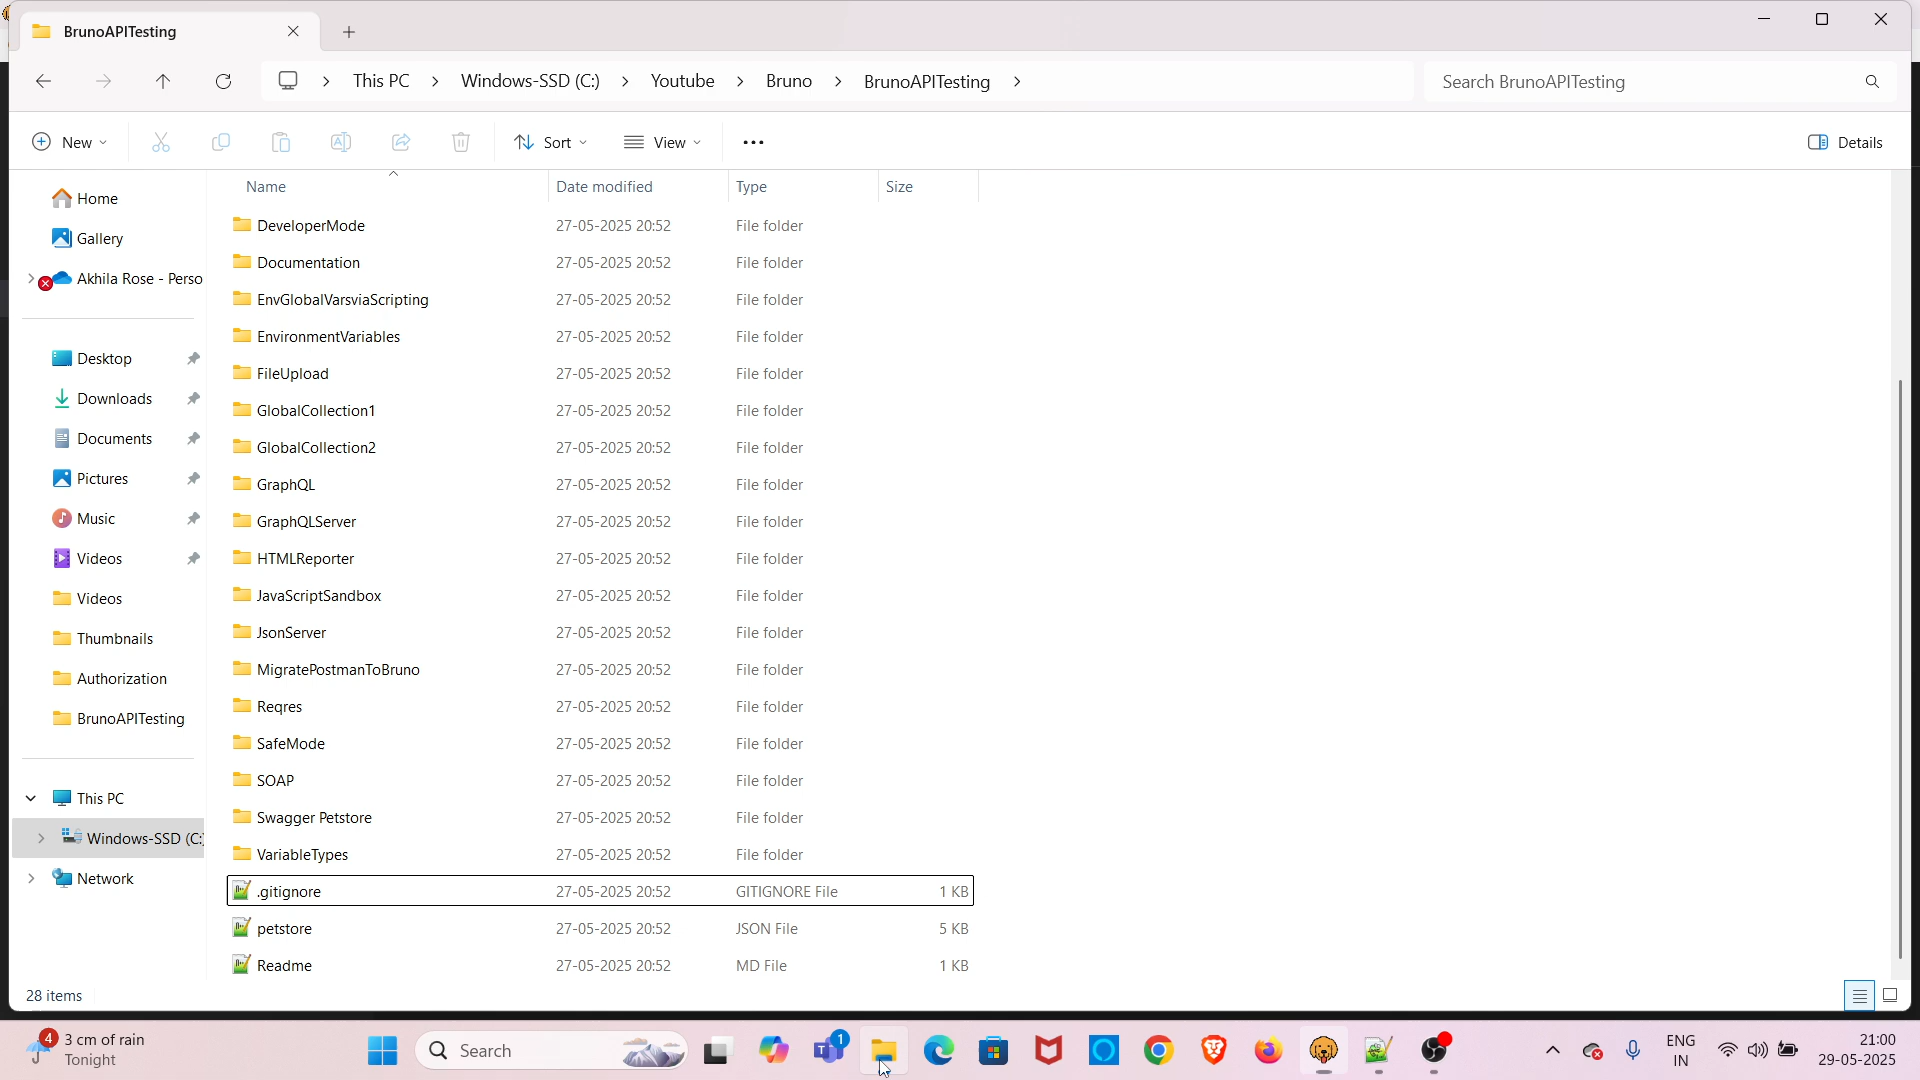 BrunoAPITesting
This PC > Windows-SSD (C:) > Youtube > Bruno > BrunoAPITesting >
Search BrunoAPITesting
New
Sort
View
Details
Name Date modified Type Size
Home
Gallery
Akhila Rose - Perso
Desktop
Downloads
Documents
Pictures
Music
Videos
Videos
Thumbnails
Authorization
BrunoAPITesting
This PC
Windows-SSD (C:)
Network
DeveloperMode 27-05-2025 20:52 File folder
Documentation 27-05-2025 20:52 File folder
EnvGlobalVarsviaScripting 27-05-2025 20:52 File folder
EnvironmentVariables 27-05-2025 20:52 File folder
FileUpload 27-05-2025 20:52 File folder
GlobalCollection1 27-05-2025 20:52 File folder
GlobalCollection2 27-05-2025 20:52 File folder
GraphQL 27-05-2025 20:52 File folder
GraphQLServer 27-05-2025 20:52 File folder
HTMLReporter 27-05-2025 20:52 File folder
JavaScriptSandbox 27-05-2025 20:52 File folder
JsonServer 27-05-2025 20:52 File folder
MigratePostmanToBruno 27-05-2025 20:52 File folder
Reqres 27-05-2025 20:52 File folder
SafeMode 27-05-2025 20:52 File folder
SOAP 27-05-2025 20:52 File folder
Swagger Petstore 27-05-2025 20:52 File folder
VariableTypes 27-05-2025 20:52 File folder
.gitignore 27-05-2025 20:52 GITIGNORE File 1 KB
petstore 27-05-2025 20:52 JSON File 5 KB
Readme 27-05-2025 20:52 MD File 1 KB
28 items
4
3 cm of rain
Tonight
Search
1
ENG
IN
21:00
29-05-2025